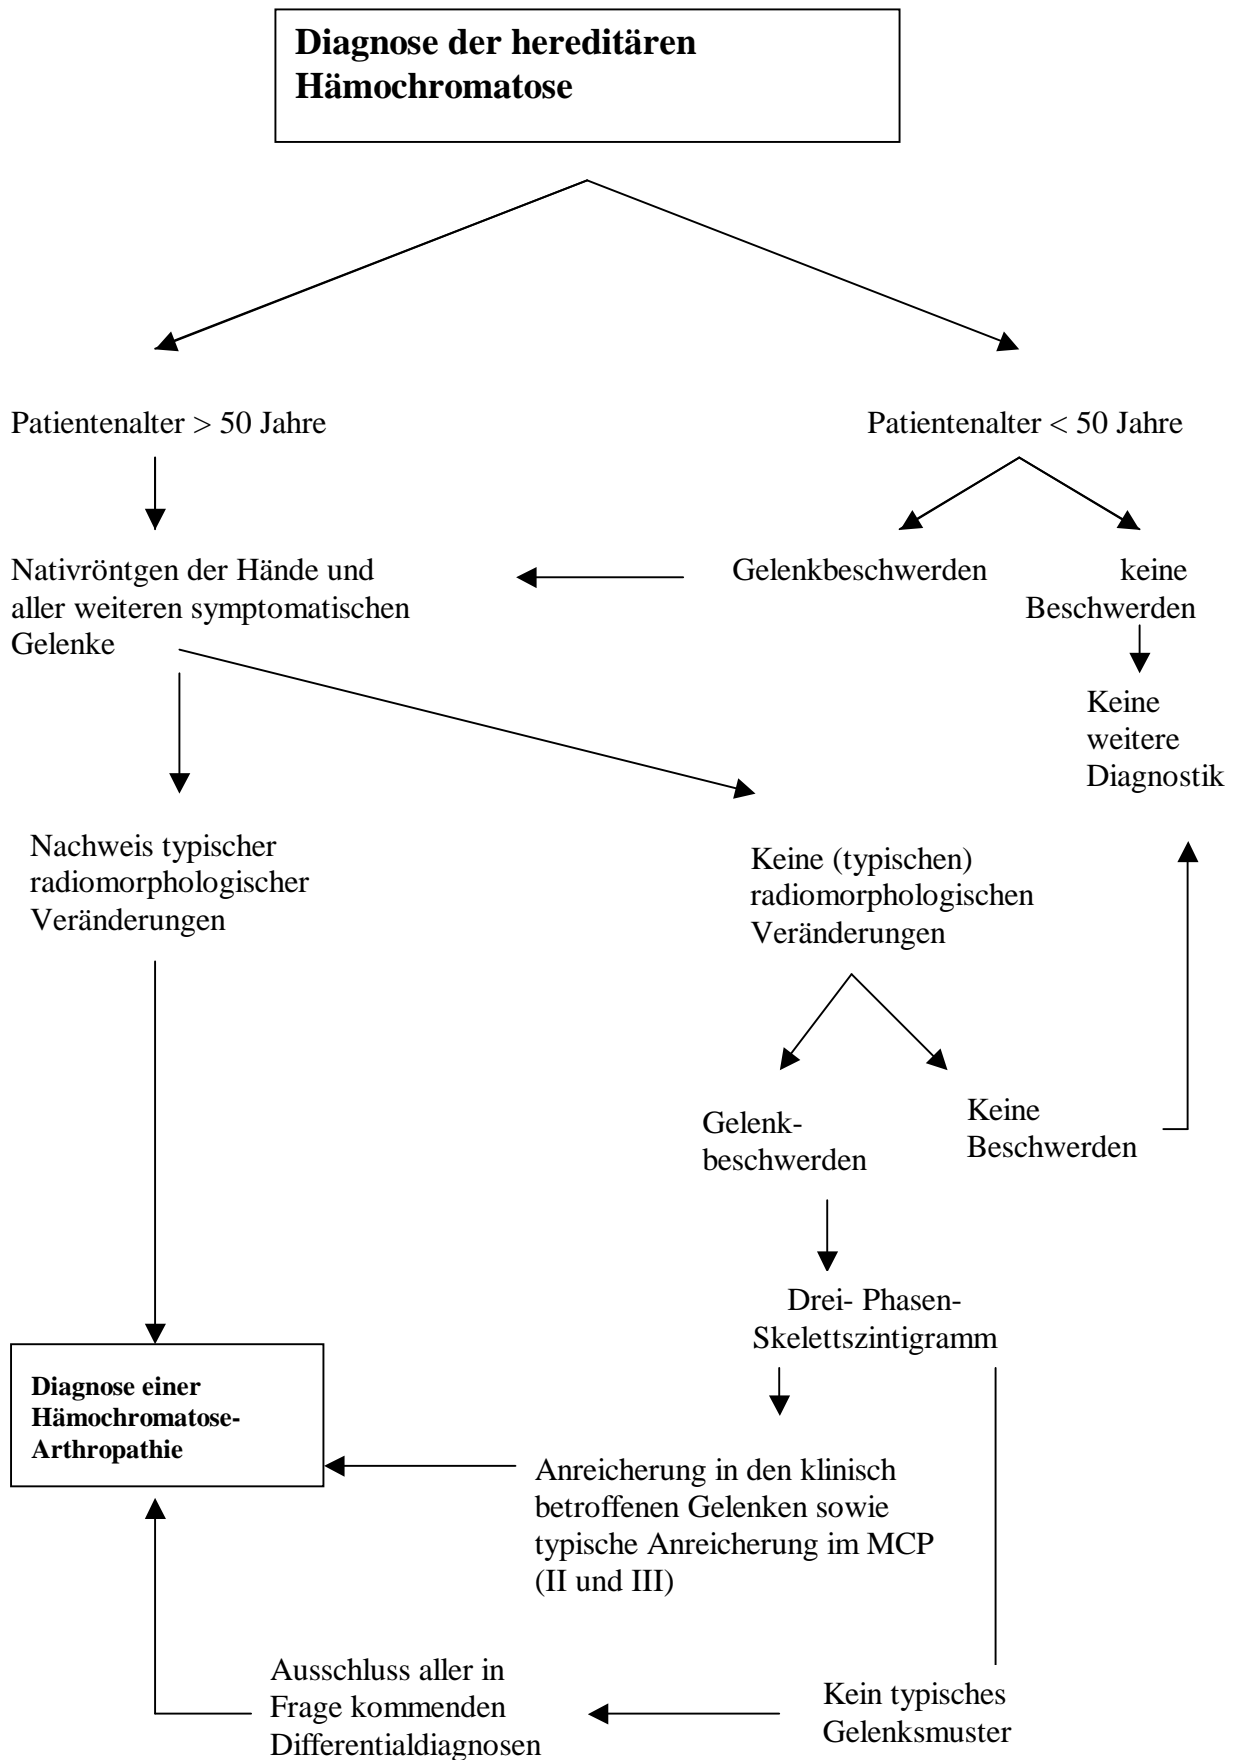 Diagnose der hereditären
Hämochromatose
Patientenalter > 50 Jahre
Patientenalter < 50 Jahre
Nativröntgen der Hände und
aller weiteren symptomatischen
Gelenke
Gelenkbeschwerden
keine
Beschwerden
Keine
weitere
Diagnostik
Nachweis typischer
radiomorphologischer
Veränderungen
Keine (typischen)
radiomorphologischen
Veränderungen
Gelenk-
beschwerden
Keine
Beschwerden
Drei- Phasen-
Skelettszintigramm
Diagnose einer
Hämochromatose-
Arthropathie
Anreicherung in den klinisch
betroffenen Gelenken sowie
typische Anreicherung im MCP
(II und III)
Ausschluss aller in
Frage kommenden
Differentialdiagnosen
Kein typisches
Gelenksmuster